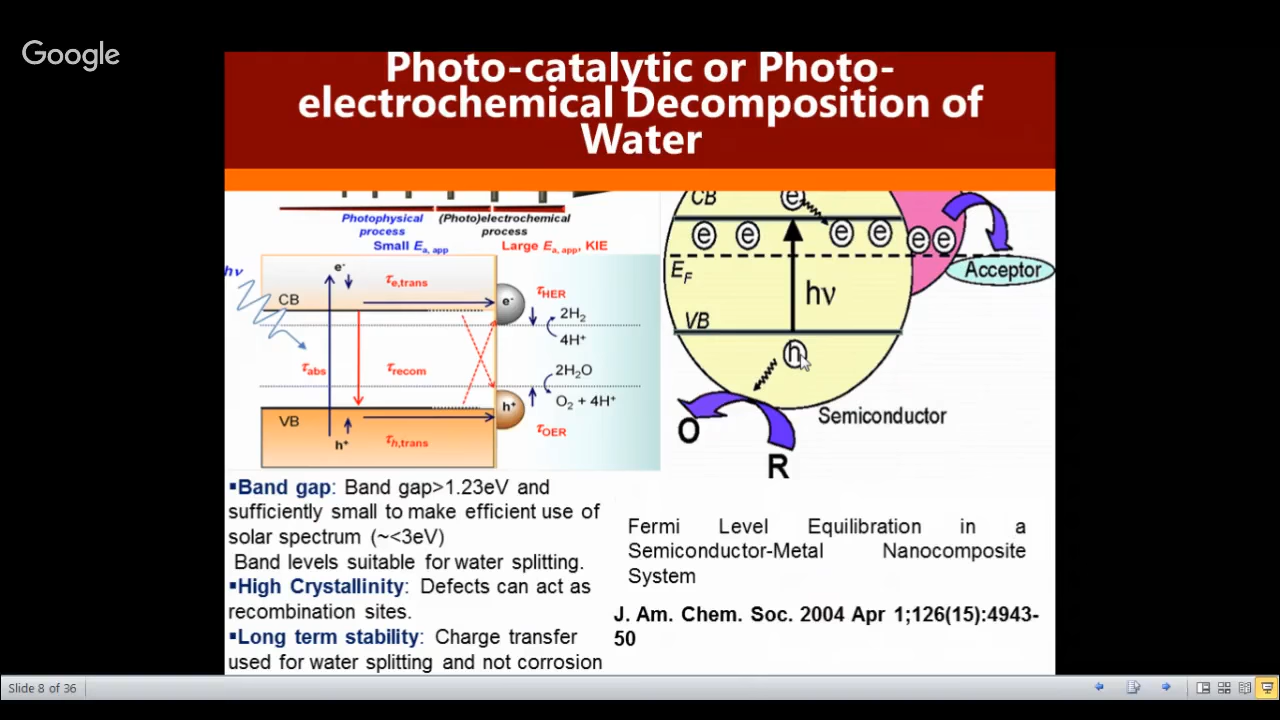 Google
Photo-catalytic or Photo-
electrochemical Decomposition of
Water
Photophysical
process
(Photo)electrochemical
process
Small Ea, app
Large Ea, app, KIE
hν
e-
τe,trans
CB
τabs
τrecom
VB
h+
τh,trans
e-
τHER
2H2
4H+
2H2O
O2 + 4H+
h+
τOER
CB
e
e e e e e e
EF
Acceptor
hν
VB
h
Semiconductor
O
R
▪Band gap: Band gap>1.23eV and
sufficiently small to make efficient use of
solar spectrum (~<3eV)
Band levels suitable for water splitting.
▪High Crystallinity: Defects can act as
recombination sites.
▪Long term stability: Charge transfer
used for water splitting and not corrosion
Fermi Level Equilibration in a
Semiconductor-Metal Nanocomposite
System
J. Am. Chem. Soc. 2004 Apr 1;126(15):4943-
50
Slide 8 of 36